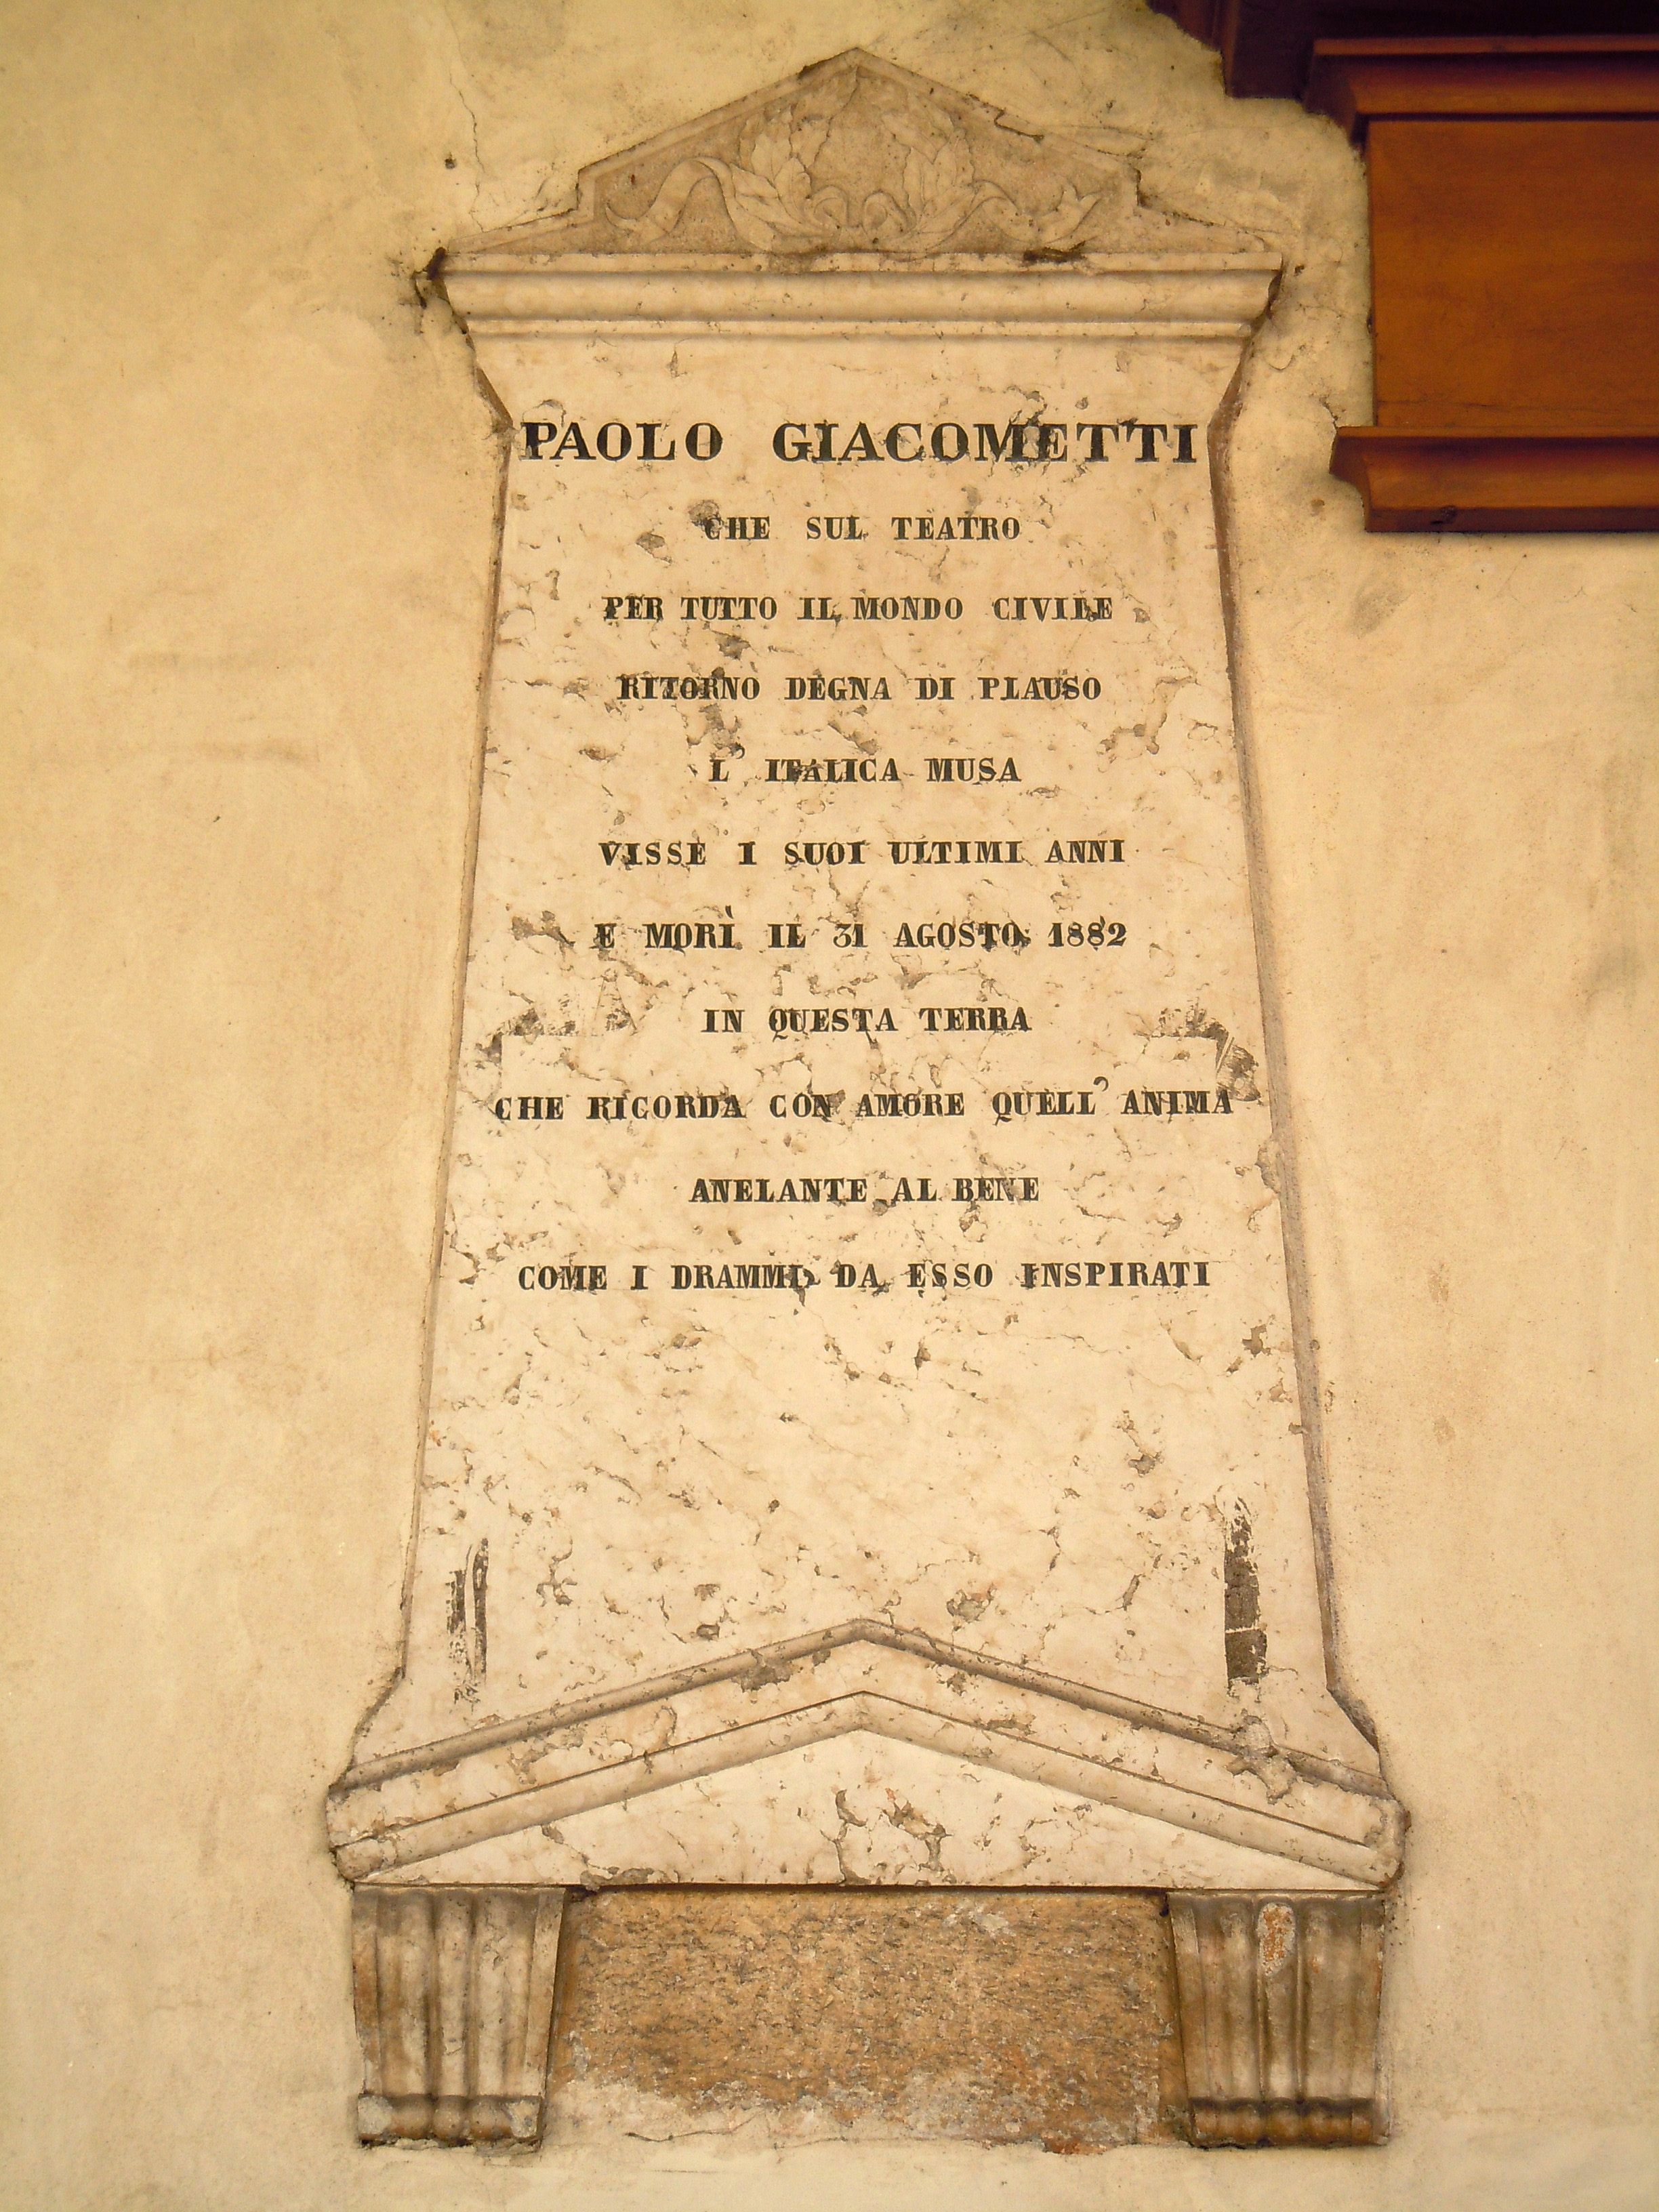 PAOLO GIACOMETTI
CHE SUL TEATRO
PER TUTTO IL MONDO CIVILE
RITORNÒ DEGNA DI PLAUSO
L' ITALICA MUSA
VISSE I SUOI ULTIMI ANNI
E MORÌ IL 31 AGOSTO 1882
IN QUESTA TERRA
CHE RICORDA CON AMORE QUELL' ANIMA
ANELANTE AL BENE
COME I DRAMMI DA ESSO INSPIRATI